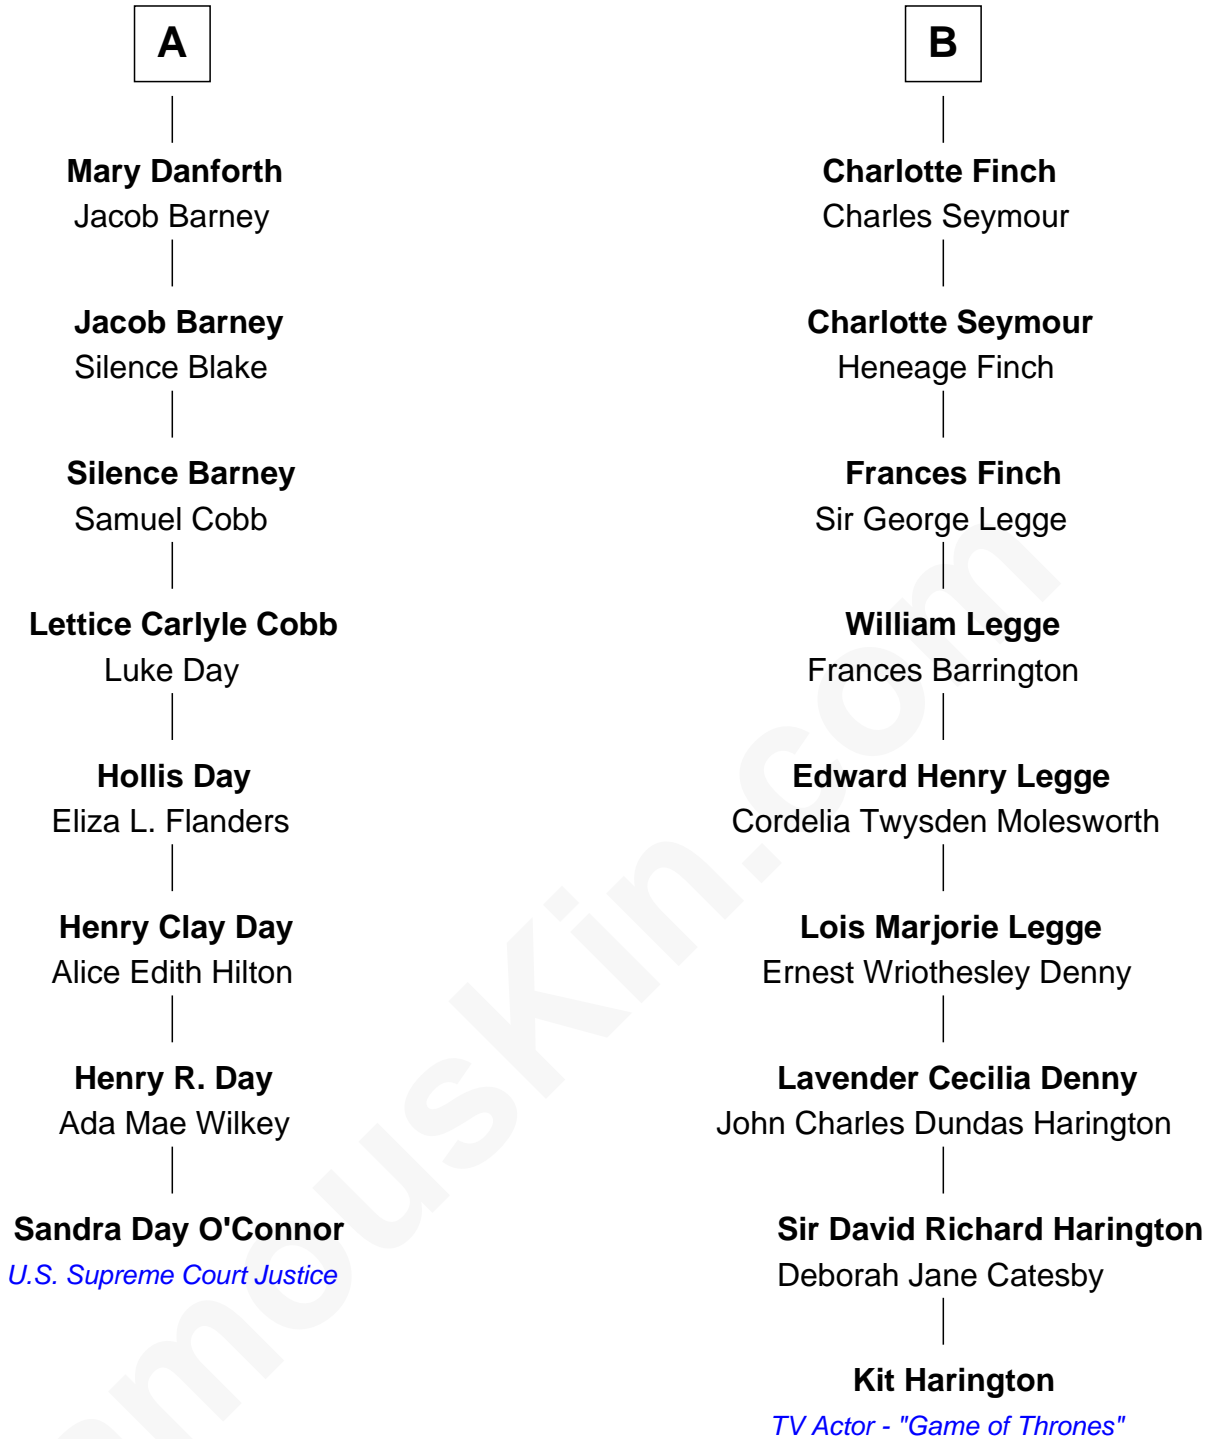 A
Mary Danforth
Jacob Barney
Jacob Barney
Silence Blake
Silence Barney
Samuel Cobb
Lettice Carlyle Cobb
Luke Day
Hollis Day
Eliza L. Flanders
Henry Clay Day
Alice Edith Hilton
Henry R. Day
Ada Mae Wilkey
Sandra Day O'Connor
U.S. Supreme Court Justice
B
Charlotte Finch
Charles Seymour
Charlotte Seymour
Heneage Finch
Frances Finch
Sir George Legge
William Legge
Frances Barrington
Edward Henry Legge
Cordelia Twysden Molesworth
Lois Marjorie Legge
Ernest Wriothesley Denny
Lavender Cecilia Denny
John Charles Dundas Harington
Sir David Richard Harington
Deborah Jane Catesby
Kit Harington
TV Actor - "Game of Thrones"
amouskin.com